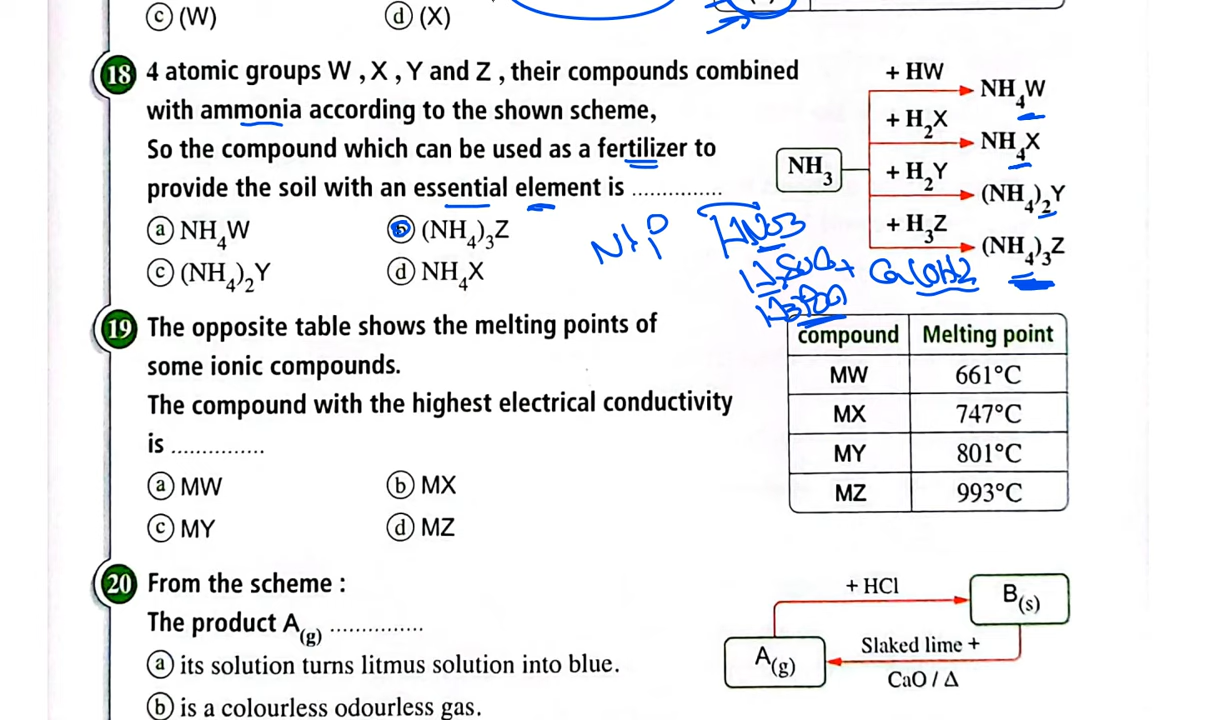 c (W) d (X)
18 4 atomic groups W , X , Y and Z , their compounds combined
with ammonia according to the shown scheme,
So the compound which can be used as a fertilizer to
provide the soil with an essential element is ...............
a NH₄W b (NH₄)₃Z
c (NH₄)₂Y d NH₄X
NH₃
+ HW NH₄W
+ H₂X NH₄X
+ H₂Y (NH₄)₂Y
+ H₃Z (NH₄)₃Z
HNO3
Ca(OH)2
19 The opposite table shows the melting points of
some ionic compounds.
The compound with the highest electrical conductivity
is ...............
a MW b MX
c MY d MZ
compound Melting point
MW 661°C
MX 747°C
MY 801°C
MZ 993°C
20 From the scheme :
The product A(g) ...............
a its solution turns litmus solution into blue.
b is a colourless odourless gas.
+ HCl
B(s)
A(g)
Slaked lime +
CaO / Δ